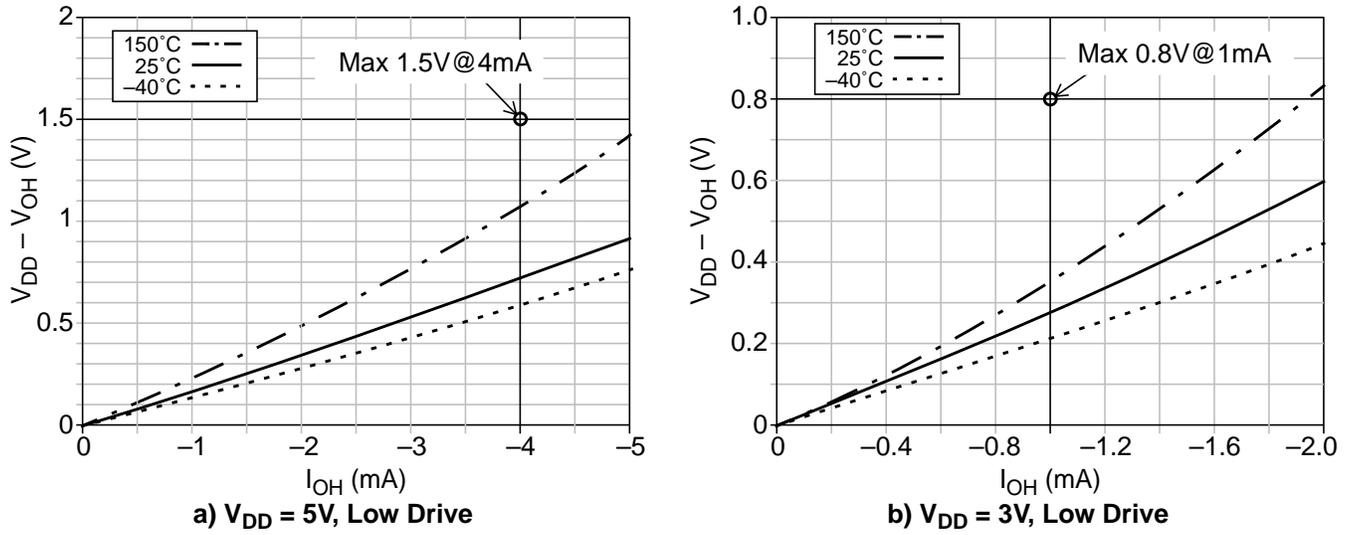 2
1.5
1
0.5
0
V_DD – V_OH (V)
150˚C
25˚C
–40˚C
Max 1.5V@4mA
0
–1
–2
–3
–4
–5
I_OH (mA)
a) V_DD = 5V, Low Drive
1.0
0.8
0.6
0.4
0.2
0
V_DD – V_OH (V)
150˚C
25˚C
–40˚C
Max 0.8V@1mA
0
–0.4
–0.8
–1.2
–1.6
–2.0
I_OH (mA)
b) V_DD = 3V, Low Drive